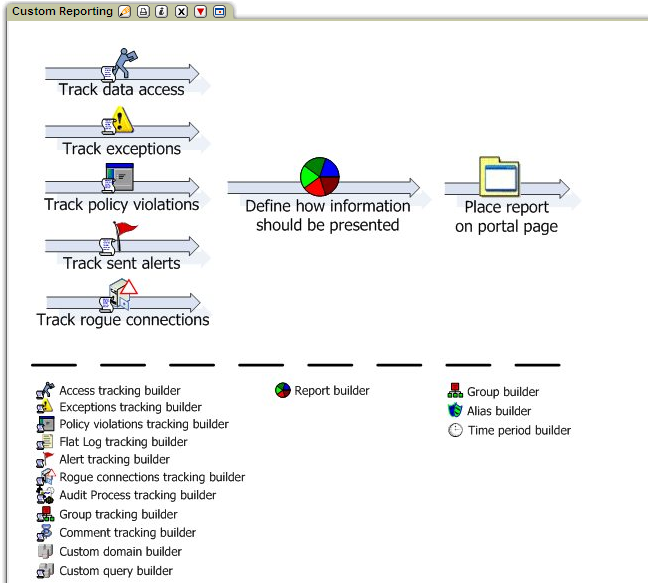 Custom Reporting
Track data access
Track exceptions
Track policy violations
Track sent alerts
Track rogue connections
Define how information
should be presented
Place report
on portal page
Access tracking builder
Exceptions tracking builder
Policy violations tracking builder
Flat Log tracking builder
Alert tracking builder
Rogue connections tracking builder
Audit Process tracking builder
Group tracking builder
Comment tracking builder
Custom domain builder
Custom query builder
Report builder
Group builder
Alias builder
Time period builder